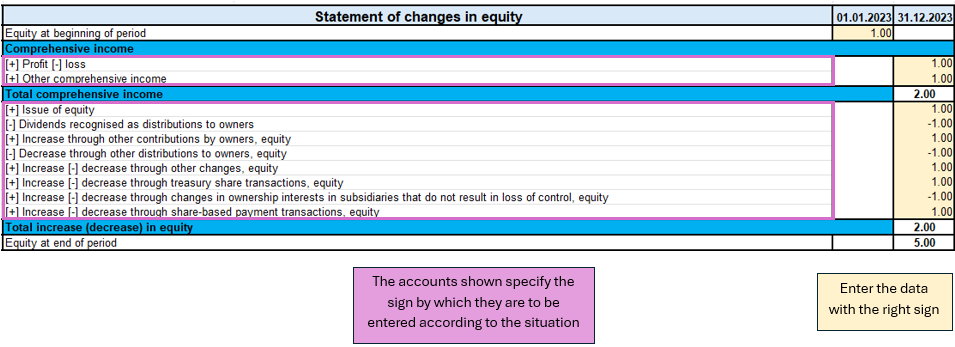 Statement of changes in equity 01.01.2023 31.12.2023
Equity at beginning of period 1.00
Comprehensive income
[+] Profit [-] loss 1.00
[+] Other comprehensive income 1.00
Total comprehensive income 2.00
[+] Issue of equity 1.00
[-] Dividends recognised as distributions to owners -1.00
[+] Increase through other contributions by owners, equity 1.00
[-] Decrease through other distributions to owners, equity -1.00
[+] Increase [-] decrease through other changes, equity 1.00
[+] Increase [-] decrease through treasury share transactions, equity 1.00
[+] Increase [-] decrease through changes in ownership interests in subsidiaries that do not result in loss of control, equity -1.00
[+] Increase [-] decrease through share-based payment transactions, equity 1.00
Total increase (decrease) in equity 2.00
Equity at end of period 5.00
The accounts shown specify the
sign by which they are to be
entered according to the situation
Enter the data
with the right sign